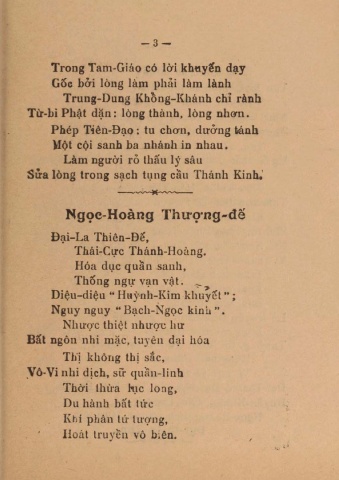 — 3 —
Trong Tam-Giáo có lời khuyến dạy
Gốc bởi lòng làm phải làm lành
Trung-Dung Khổng-Khánh chỉ rành
Từ-bi Phật dặn: lòng thành, lòng nhơn.
Phép Tiên-Đạo: tu chơn, dưởng tánh
Một cội sanh ba nhánh in nhau.
Làm người rỏ thấu lý sâu
Sửa lòng trong sạch tụng cầu Thánh Kinh.
Ngọc-Hoàng Thượng-đế
Đại-La Thiên-Đế,
Thái-Cực Thánh-Hoàng.
Hóa dục quần sanh,
Thống ngự vạn vật.
Diệu-diệu "Huỳnh-Kim khuyết";
Nguy nguy "Bạch-Ngọc kinh".
Nhược thiệt nhược hư
Bất ngôn nhi mặc, tuyên đại hóa
Thị không thị sắc,
Vô-Vi nhi dịch, sữ quần-linh
Thời thừa lục long,
Du hành bất tức
Khí phân tứ tượng,
Hoát truyền vô biên.